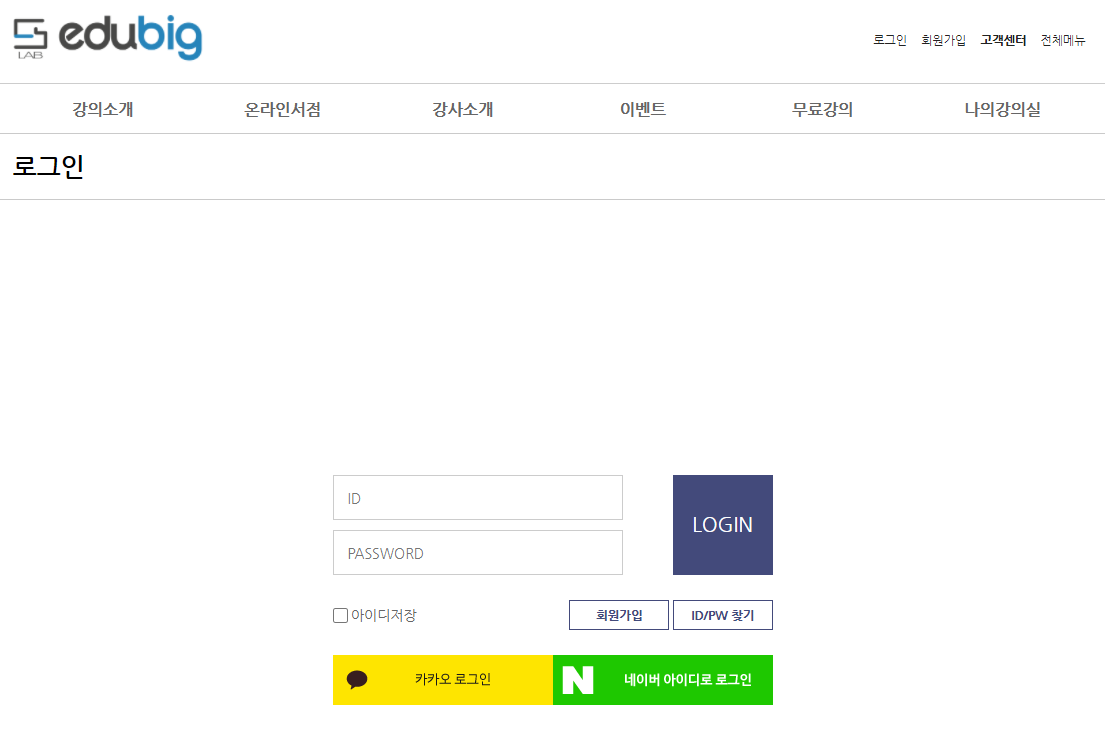 LAB edubig
로그인 회원가입 고객센터 전체메뉴
강의소개 온라인서점 강사소개 이벤트 무료강의 나의강의실
로그인
ID
LOGIN
PASSWORD
아이디저장 회원가입 ID/PW 찾기
카카오 로그인 N 네이버 아이디로 로그인